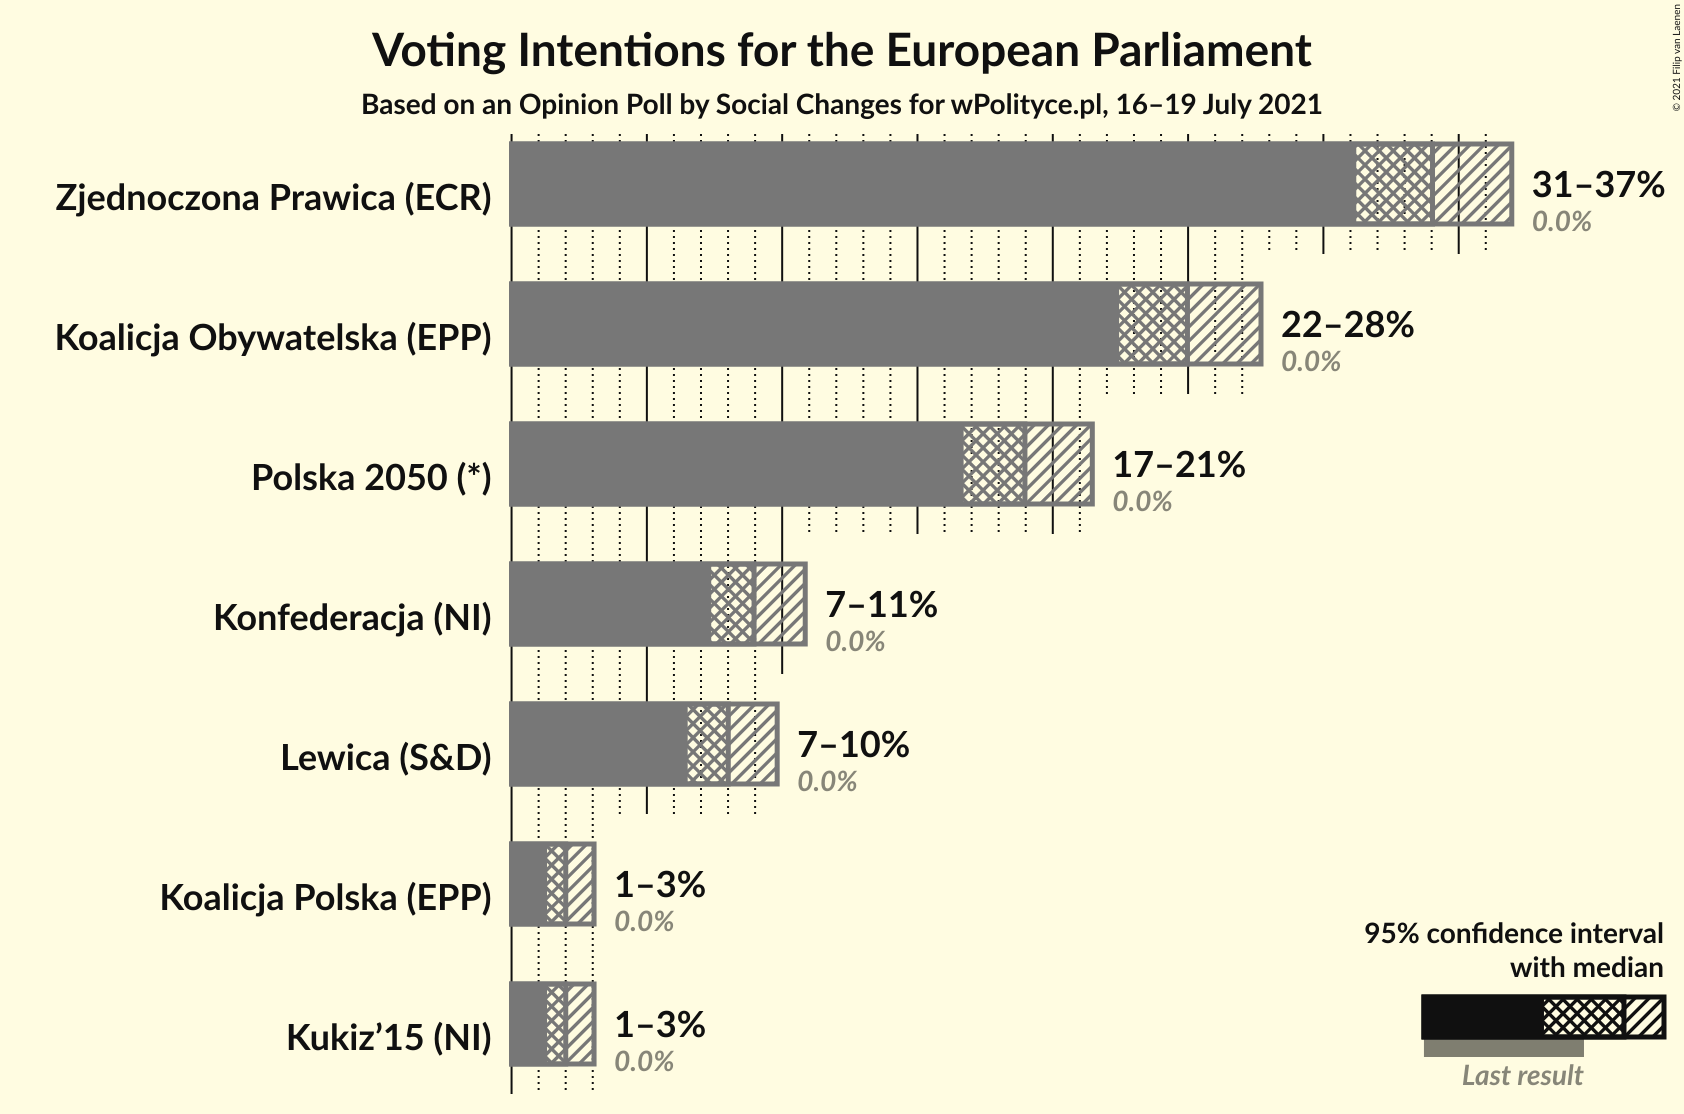 Voting Intentions for the European Parliament
Based on an Opinion Poll by Social Changes for wPolityce.pl, 16–19 July 2021
© 2021 Filip van Laenen
Zjednoczona Prawica (ECR)
31–37%
0.0%
Koalicja Obywatelska (EPP)
22–28%
0.0%
Polska 2050 (*)
17–21%
0.0%
Konfederacja (NI)
7–11%
0.0%
Lewica (S&D)
7–10%
0.0%
Koalicja Polska (EPP)
1–3%
0.0%
Kukiz’15 (NI)
1–3%
0.0%
95% confidence interval
with median
Last result